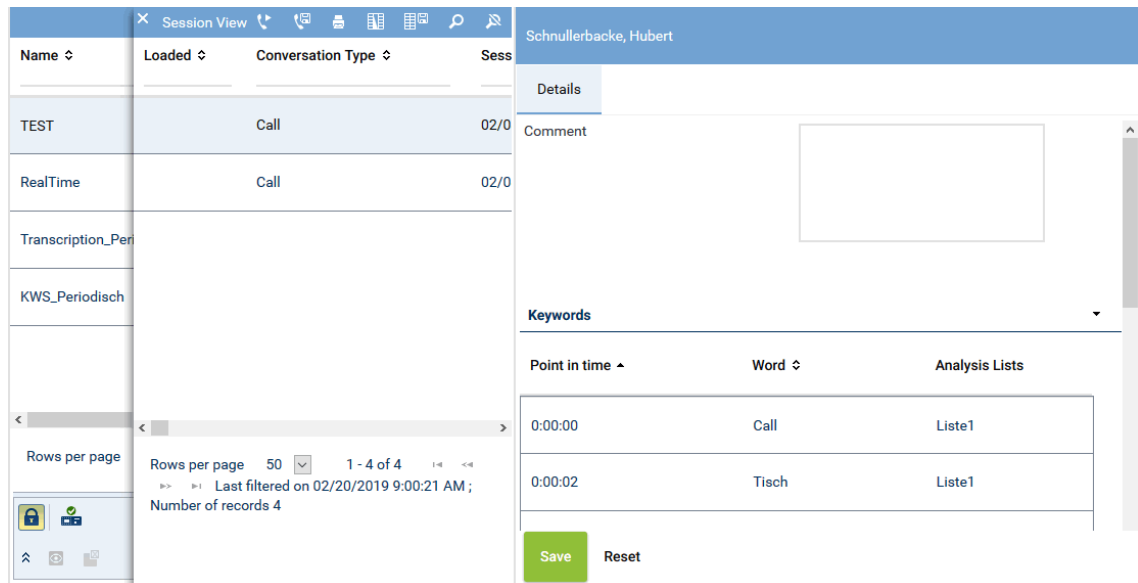 Name
TEST
RealTime
Transcription_Peri
KWS_Periodisch
Rows per page
Session View
Loaded Conversation Type Sess
Call 02/0
Call 02/0
Rows per page 50 1 - 4 of 4
Last filtered on 02/20/2019 9:00:21 AM ;
Number of records 4
Schnullerbacke, Hubert
Details
Comment
Keywords
Point in time Word Analysis Lists
0:00:00 Call Liste1
0:00:02 Tisch Liste1
Save Reset